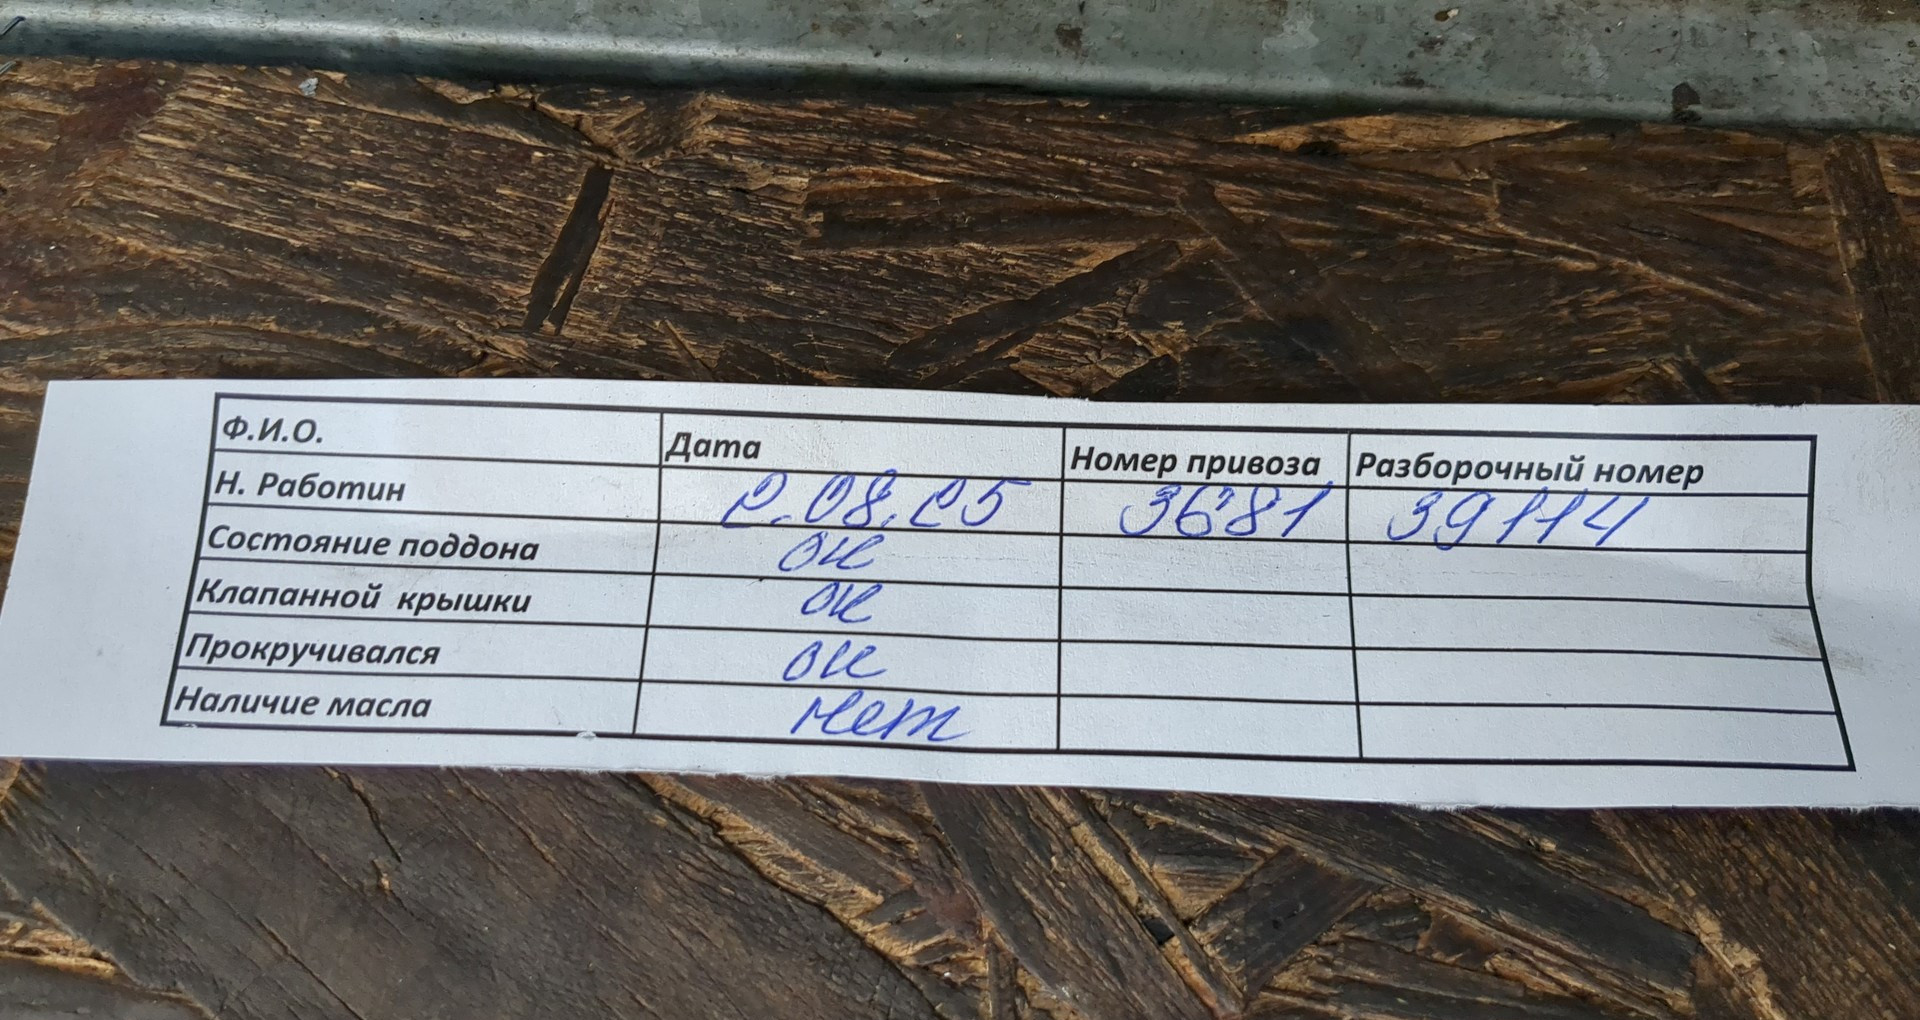 Ф.И.О. Дата Номер привоза Разборочный номер
Н. Работин 2.08.25 3681 39114
Состояние поддона ок
Клапанной крышки ок
Прокручивался ок
Наличие масла нет